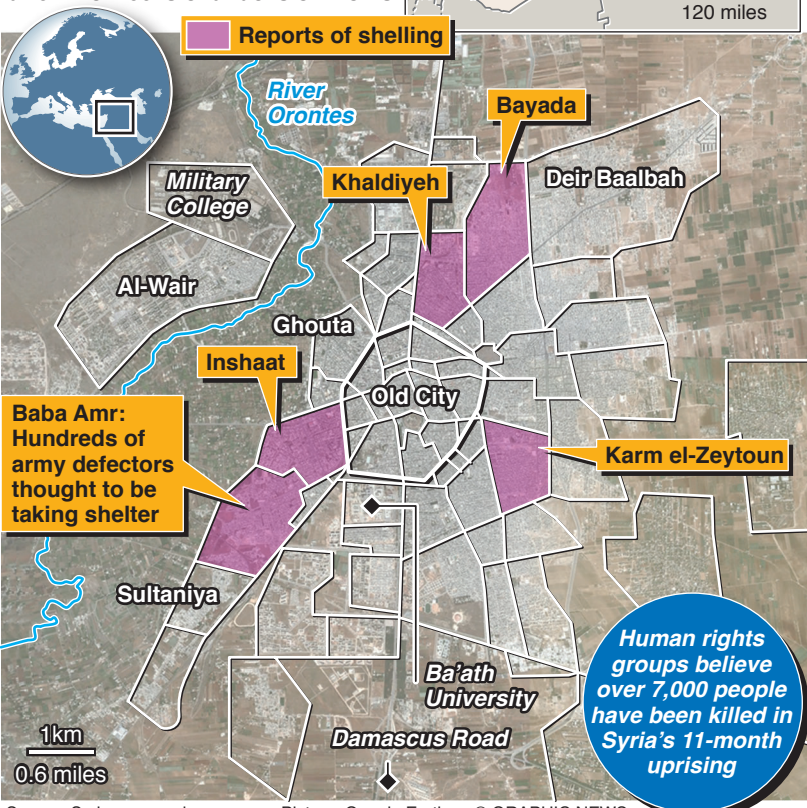 120 miles
Reports of shelling
River
Orontes
Bayada
Military
College
Khaldiyeh
Deir Baalbah
Al-Wair
Ghouta
Inshaat
Old City
Baba Amr:
Hundreds of
army defectors
thought to be
taking shelter
Karm el-Zeytoun
Sultaniya
Human rights
groups believe
over 7,000 people
have been killed in
Syria's 11-month
uprising
Ba'ath
University
Damascus Road
1km
0.6 miles
© GRAPHIC NEWS